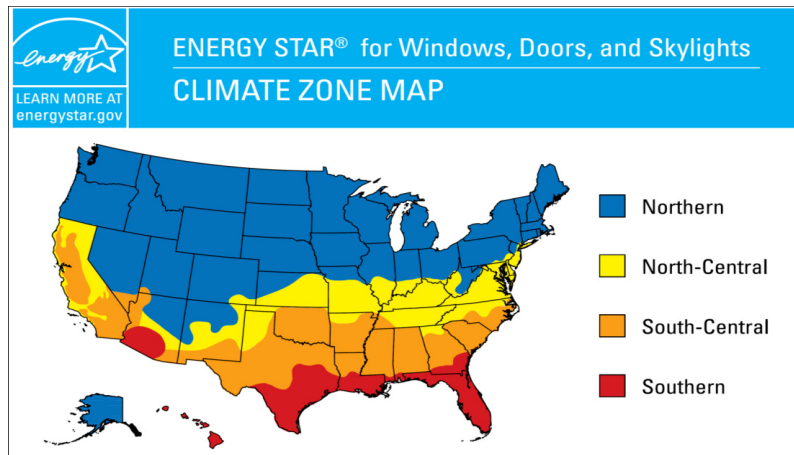 energy
LEARN MORE AT
energystar.gov
ENERGY STAR® for Windows, Doors, and Skylights
CLIMATE ZONE MAP
Northern
North-Central
South-Central
Southern